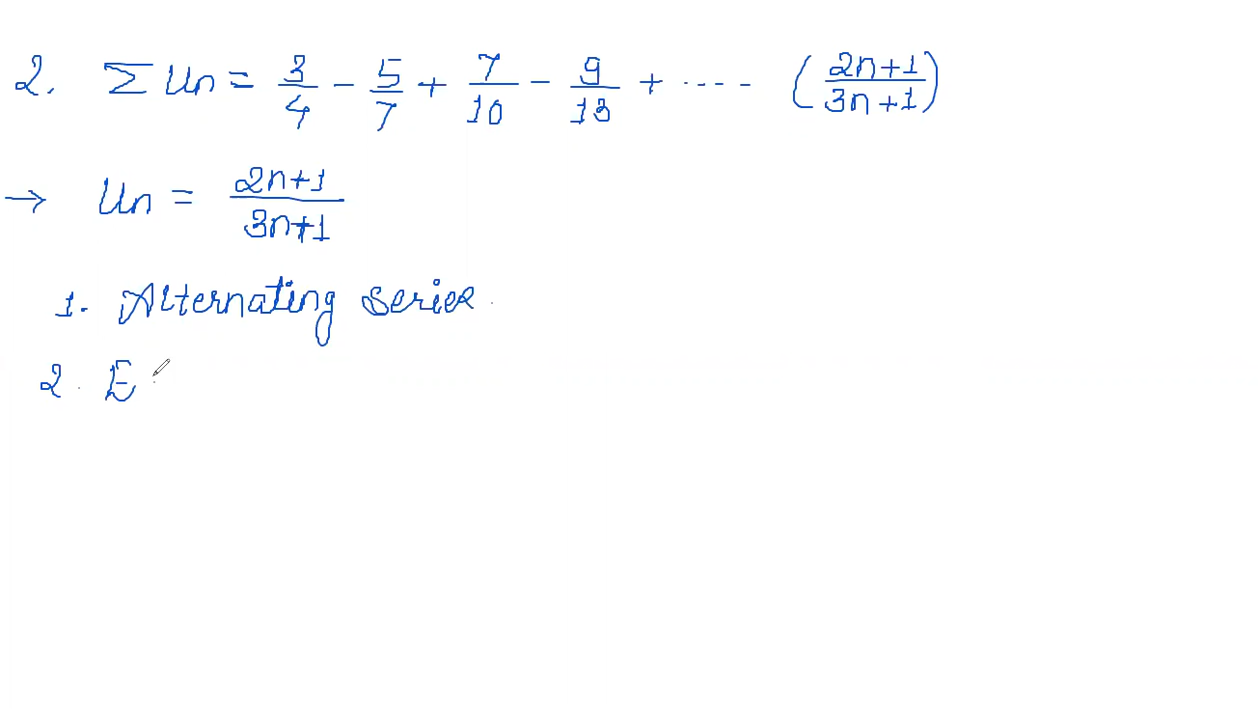 2. Σ Un = 3/4 - 5/7 + 7/10 - 9/13 + ---- (2n+1/3n+1)
→ Un = 2n+1/3n+1
1. Alternating series.
2. E